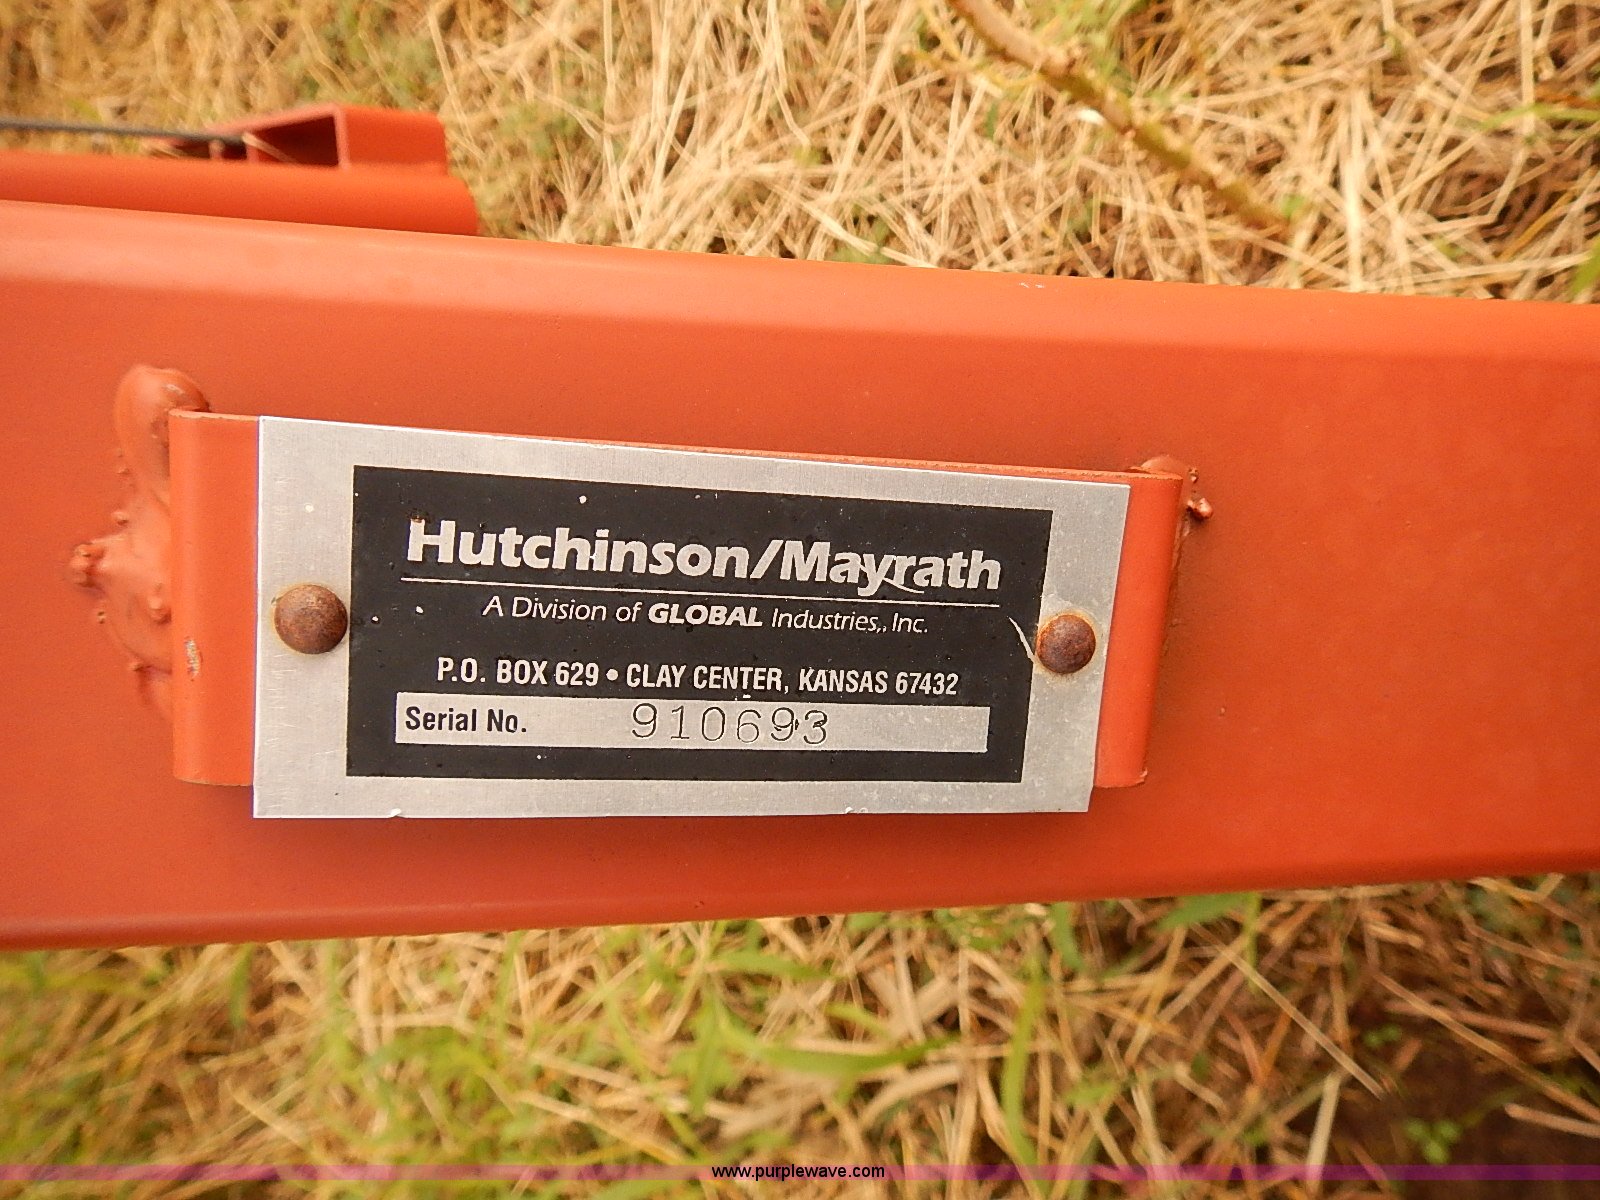 Hutchinson/Mayrath
A Division of GLOBAL Industries,, Inc.
P.O. BOX 629 • CLAY CENTER, KANSAS 67432
Serial No. 910693
www.purplewave.com